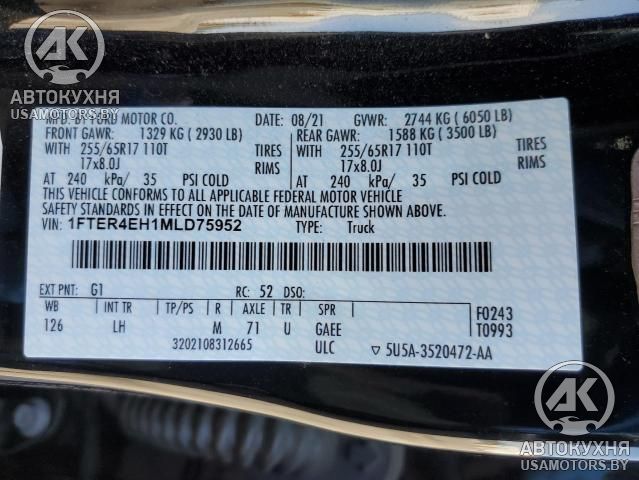 AK
АВТОКУХНЯ
USAMOTORS.BY
MFD. BY FORD MOTOR CO. DATE: 08/21 GVWR: 2744 KG ( 6050 LB)
FRONT GAWR: 1329 KG ( 2930 LB) REAR GAWR: 1588 KG ( 3500 LB)
WITH 255/65R17 110T TIRES WITH 255/65R17 110T TIRES
17x8.0J RIMS 17x8.0J RIMS
AT 240 kPa/ 35 PSI COLD AT 240 kPa/ 35 PSI COLD
THIS VEHICLE CONFORMS TO ALL APPLICABLE FEDERAL MOTOR VEHICLE
SAFETY STANDARDS IN EFFECT ON THE DATE OF MANUFACTURE SHOWN ABOVE.
VIN: 1FTER4EH1MLD75952 TYPE: Truck
EXT PNT: G1 RC: 52 DSO:
WB INT TR TP/PS R AXLE TR SPR F0243
126 LH M 71 U GAEE T0993
3202108312665 ULC ▽ 5U5A-3520472-AA
AK
АВТОКУХНЯ
USAMOTORS.BY